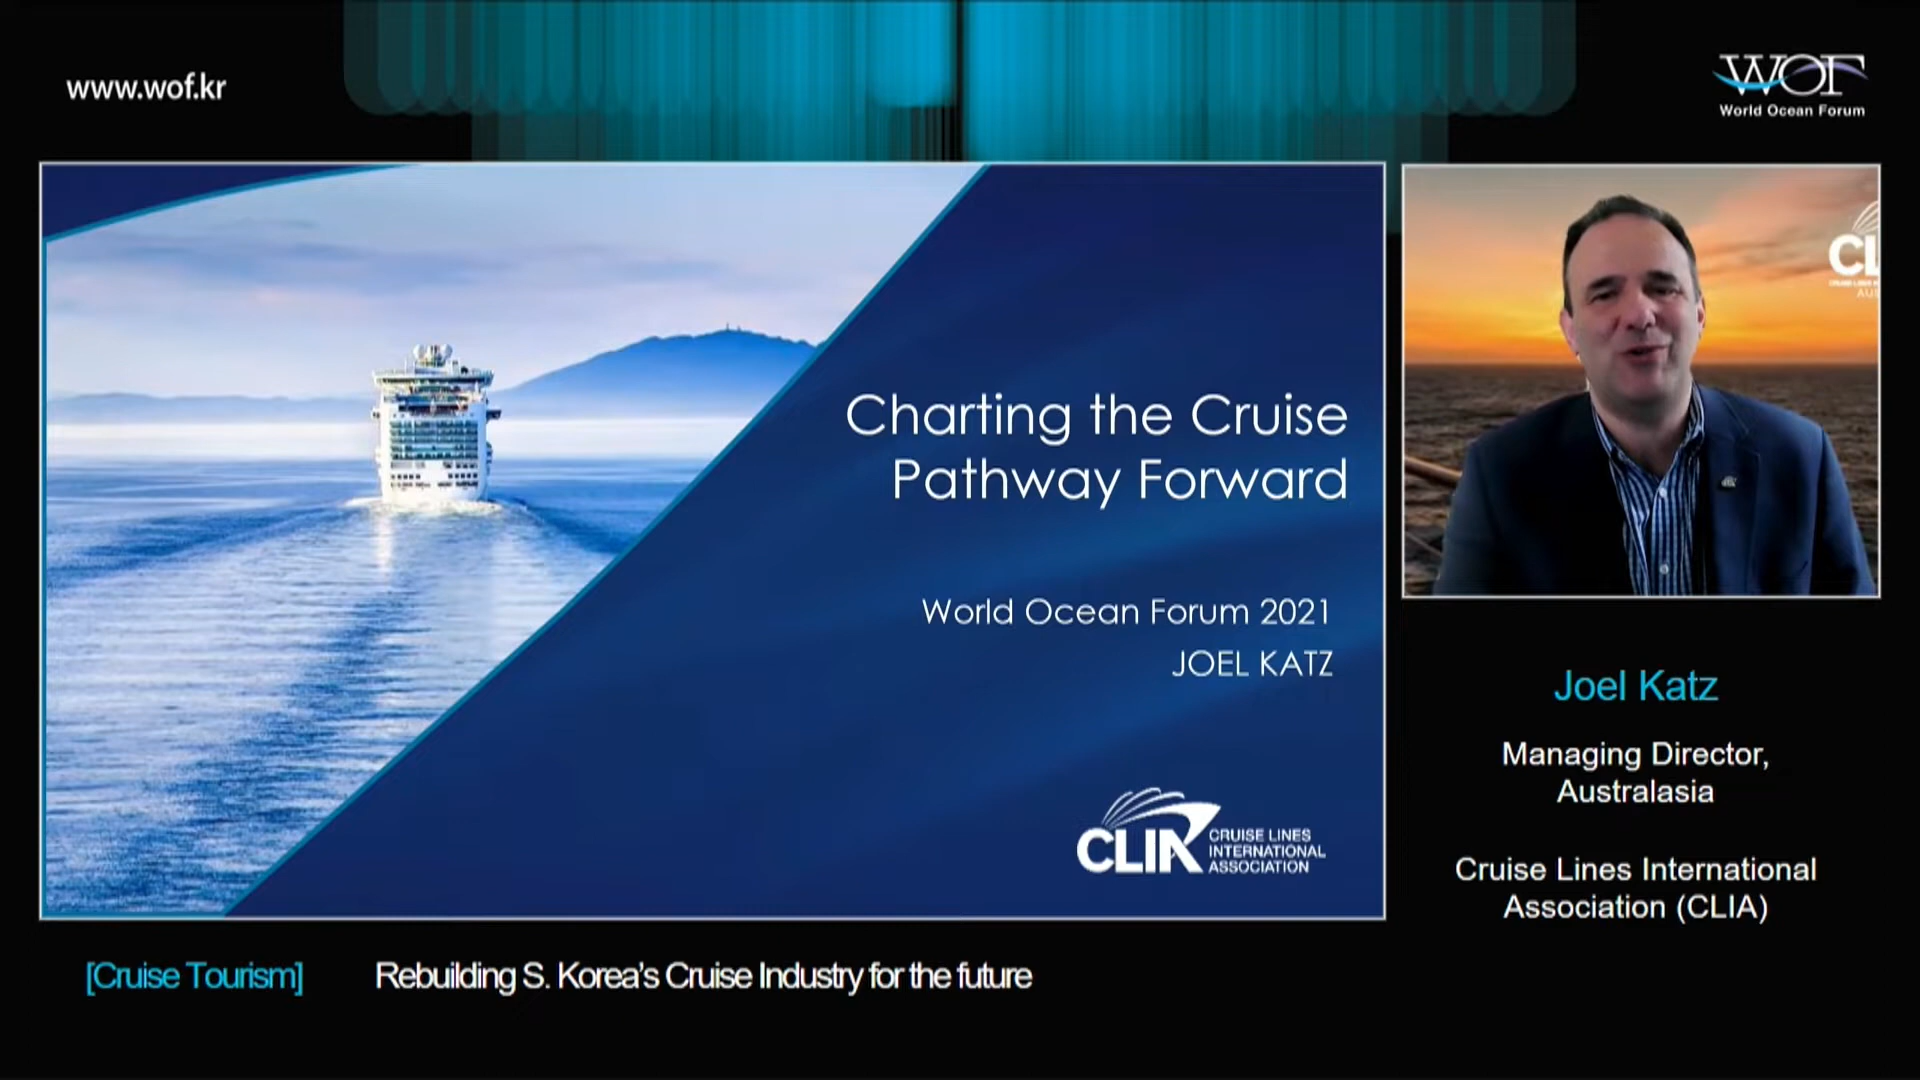 www.wof.kr
WOF
World Ocean Forum
Charting the Cruise
Pathway Forward
World Ocean Forum 2021
JOEL KATZ
CLIA
CRUISE LINES
INTERNATIONAL
ASSOCIATION
Joel Katz
Managing Director,
Australasia
Cruise Lines International
Association (CLIA)
[Cruise Tourism]
Rebuilding S. Korea's Cruise Industry for the future